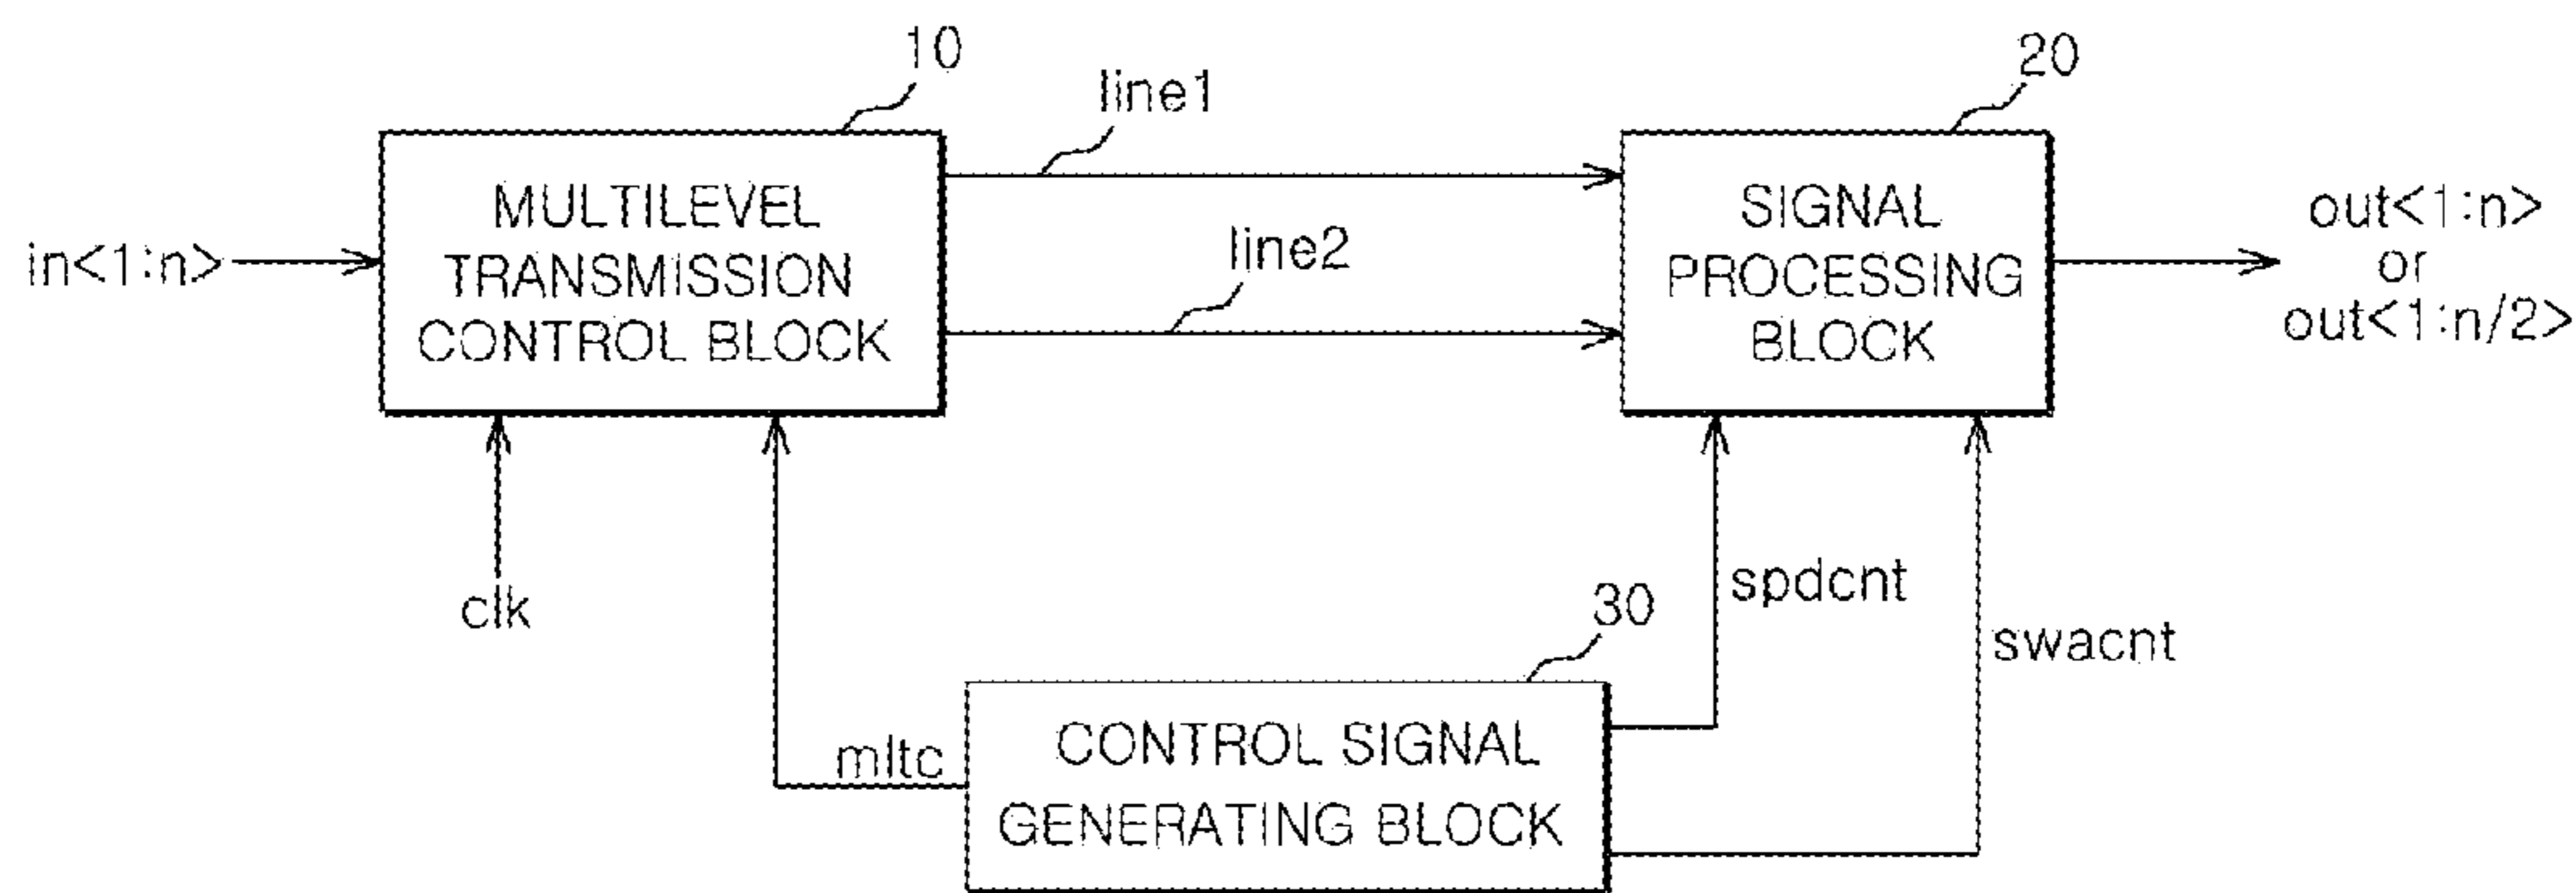 10
20
line1
MULTILEVEL
TRANSMISSION
CONTROL BLOCK
SIGNAL
PROCESSING
BLOCK
in<1:n>
line2
out<1:n>
or
out<1:n/2>
clk
30
spdcnt
swacnt
mltc
CONTROL SIGNAL
GENERATING BLOCK